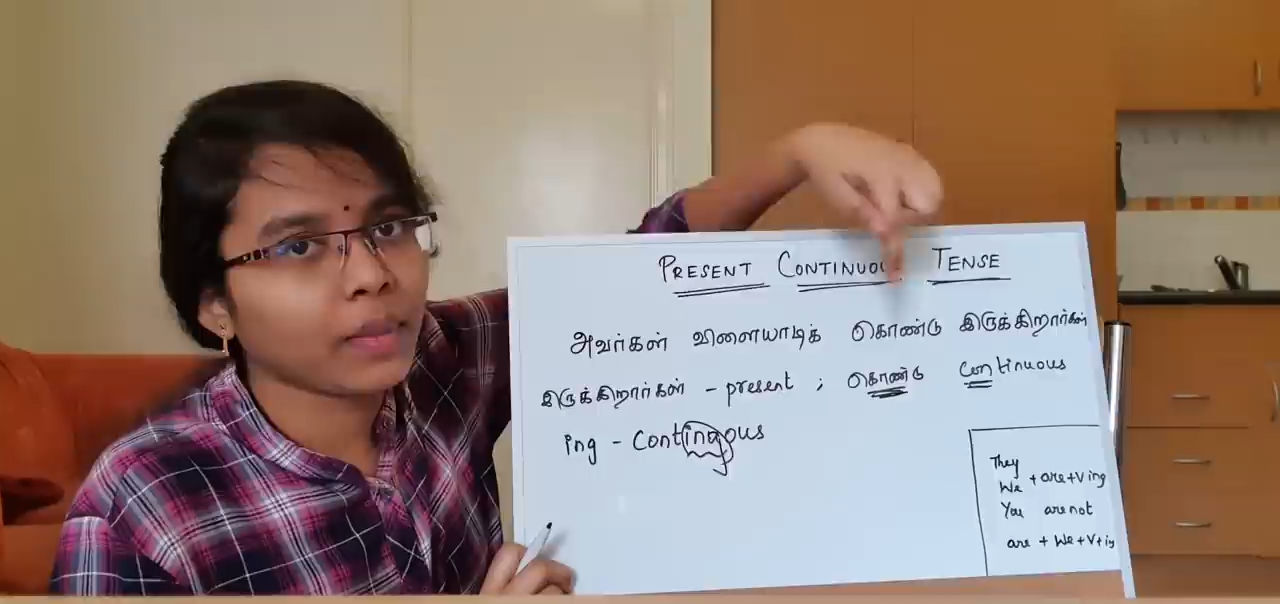 PRESENT CONTINUOUS TENSE
அவர்கள் விளையாடிக் கொண்டு இருக்கிறார்கள்
இருக்கிறார்கள் - present ; கொண்டு continuous
ing - continuous
They
We + are + V ing
You are not
are + We + V + in